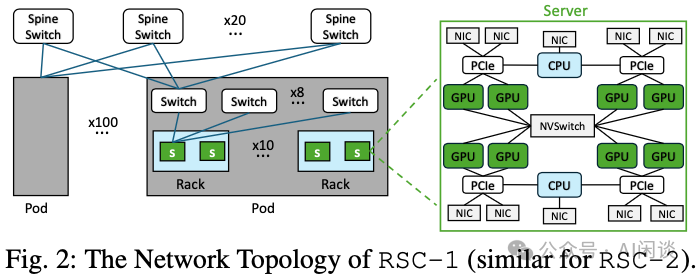 Server
Spine
Switch
Spine
Switch
x20
...
Spine
Switch
x100
...
Pod
Switch
Switch
x8
...
Switch
S
S
Rack
x10
...
S
S
Rack
Pod
NIC
NIC
NIC
NIC
NIC
PCIe
CPU
PCIe
GPU
GPU
GPU
GPU
NVSwitch
GPU
GPU
GPU
GPU
PCIe
CPU
PCIe
NIC
NIC
NIC
NIC
NIC
Fig. 2: The Network Topology of RSC-1 (similar for RSC-2).
公众号·AI闲谈